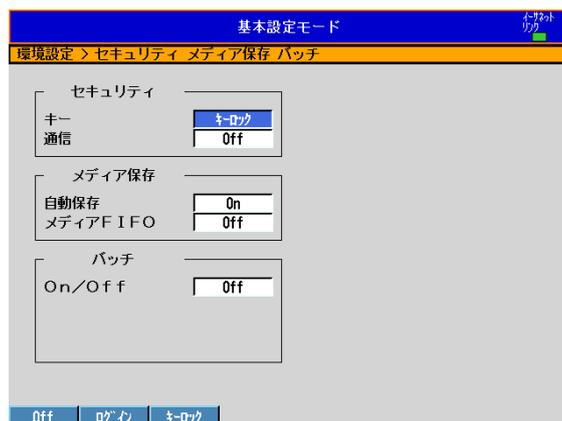 基本設定モード
ｲｰｻﾈｯﾄ
ﾘﾝｸ
環境設定 > セキュリティ メディア保存 バッチ
セキュリティ
キー ｷｰﾛｯｸ
通信 Off
メディア保存
自動保存 On
メディアＦＩＦＯ Off
バッチ
Ｏｎ／Ｏｆｆ Off
Off ﾛｸﾞｲﾝ ｷｰﾛｯｸ